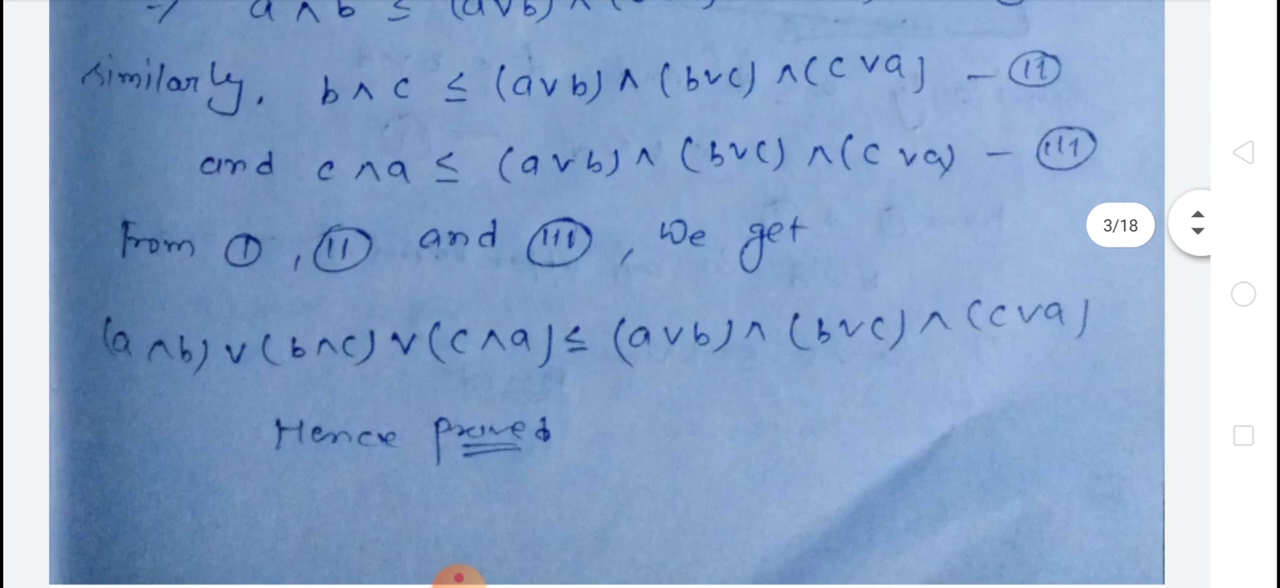 ⇒ a ∧ b ≤ (a ∨ b) ∧ (
Similarly, b ∧ c ≤ (a ∨ b) ∧ (b ∨ c) ∧ (c ∨ a) — (II)
and c ∧ a ≤ (a ∨ b) ∧ (b ∨ c) ∧ (c ∨ a) — (III)
From (I), (II) and (III), we get
(a ∧ b) ∨ (b ∧ c) ∨ (c ∧ a) ≤ (a ∨ b) ∧ (b ∨ c) ∧ (c ∨ a)
Hence proved
3/18